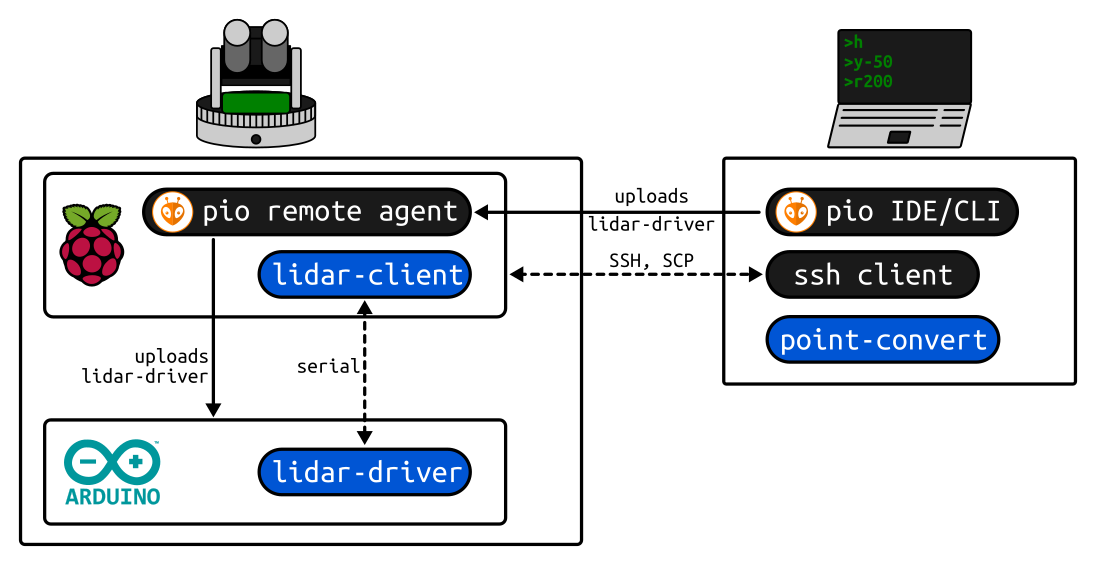 >h
>y-50
>r200
pio remote agent
uploads
lidar-driver
pio IDE/CLI
lidar-client
SSH, SCP
ssh client
point-convert
uploads
lidar-driver
serial
ARDUINO
™
lidar-driver